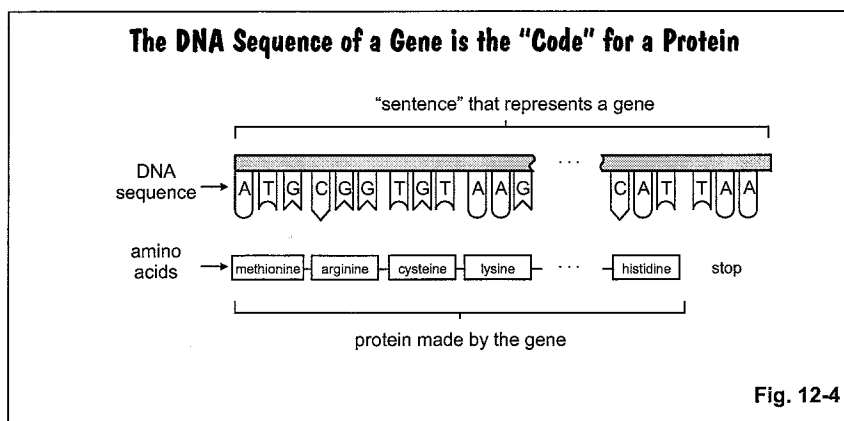 The DNA Sequence of a Gene is the "Code" for a Protein
"sentence" that represents a gene
DNA
sequence
A T G C G G T G T A A G ... C A T T A A
amino
acids
methionine arginine cysteine lysine ... histidine stop
protein made by the gene
Fig. 12-4